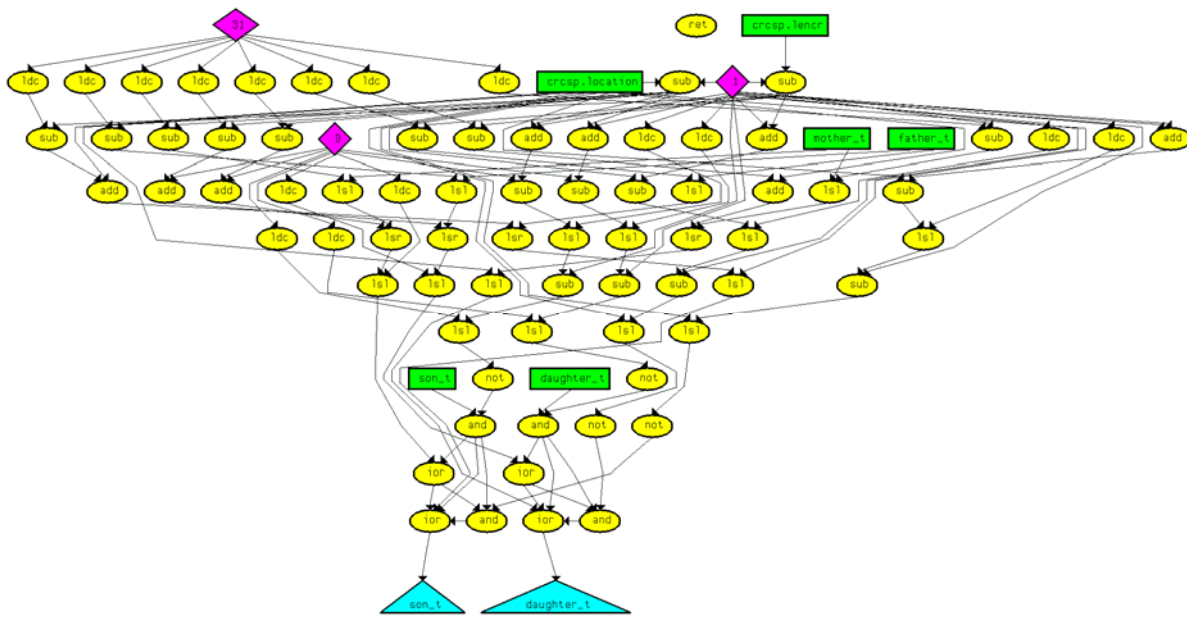 31 ret crcsp.lencr
ldc ldc ldc ldc ldc ldc ldc ldc crcsp.location sub 1 sub
sub sub sub sub sub 0 sub sub add add ldc ldc add mother_t father_t sub ldc ldc add
add add add ldc lsl ldc lsl sub sub sub lsl add lsl sub
ldc ldc lsr lsr lsr lsl lsl lsr lsl lsl
lsl lsl lsl sub sub sub lsl sub
lsl lsl lsl lsl
son_t not daughter_t not
and and not not
ior ior
ior and ior and
son_t daughter_t